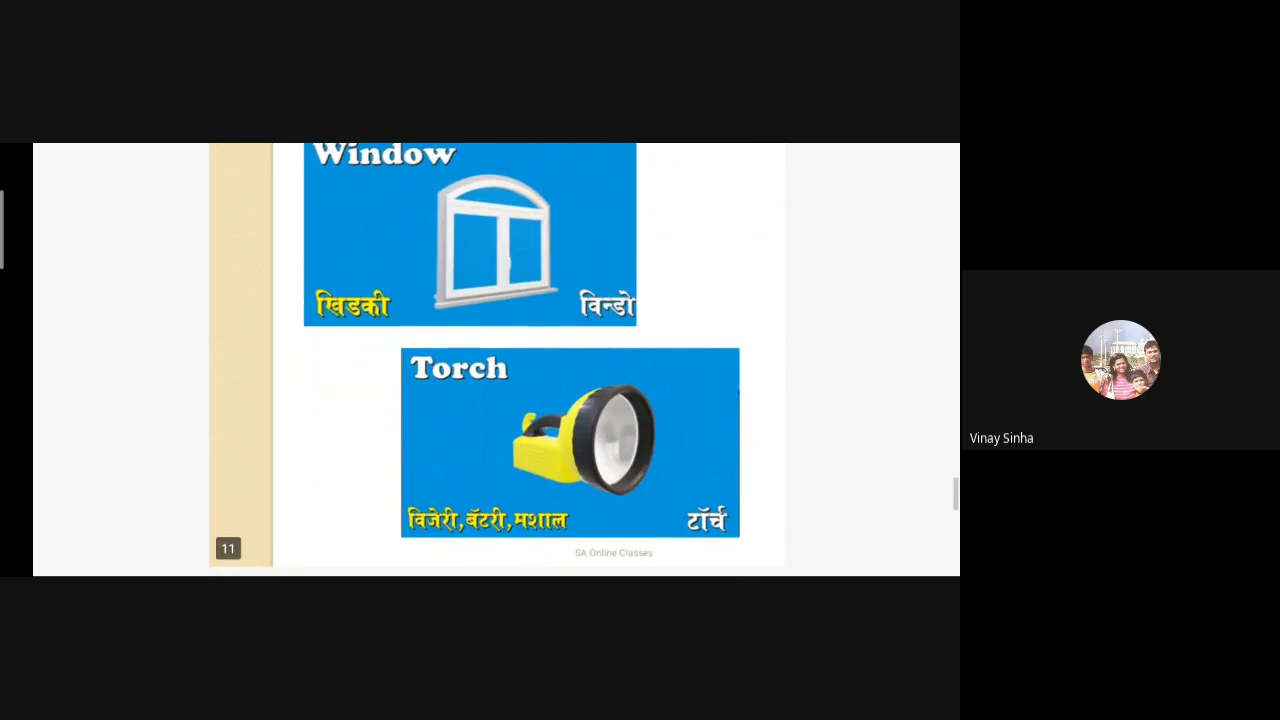 Window
खिडकी
विन्डो
Torch
विजेरी,बॅटरी,मशाल
टॉर्च
11
SA Online Classes
Vinay Sinha